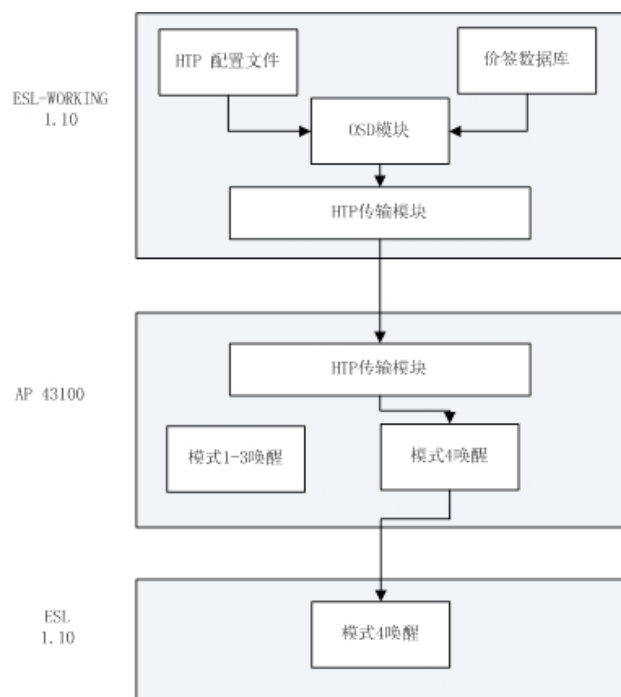 HTP 配置文件
价签数据库
ESL-WORKING
1.10
OSD模块
HTP传输模块
HTP传输模块
AP 43100
模式1-3唤醒
模式4唤醒
ESL
1.10
模式4唤醒